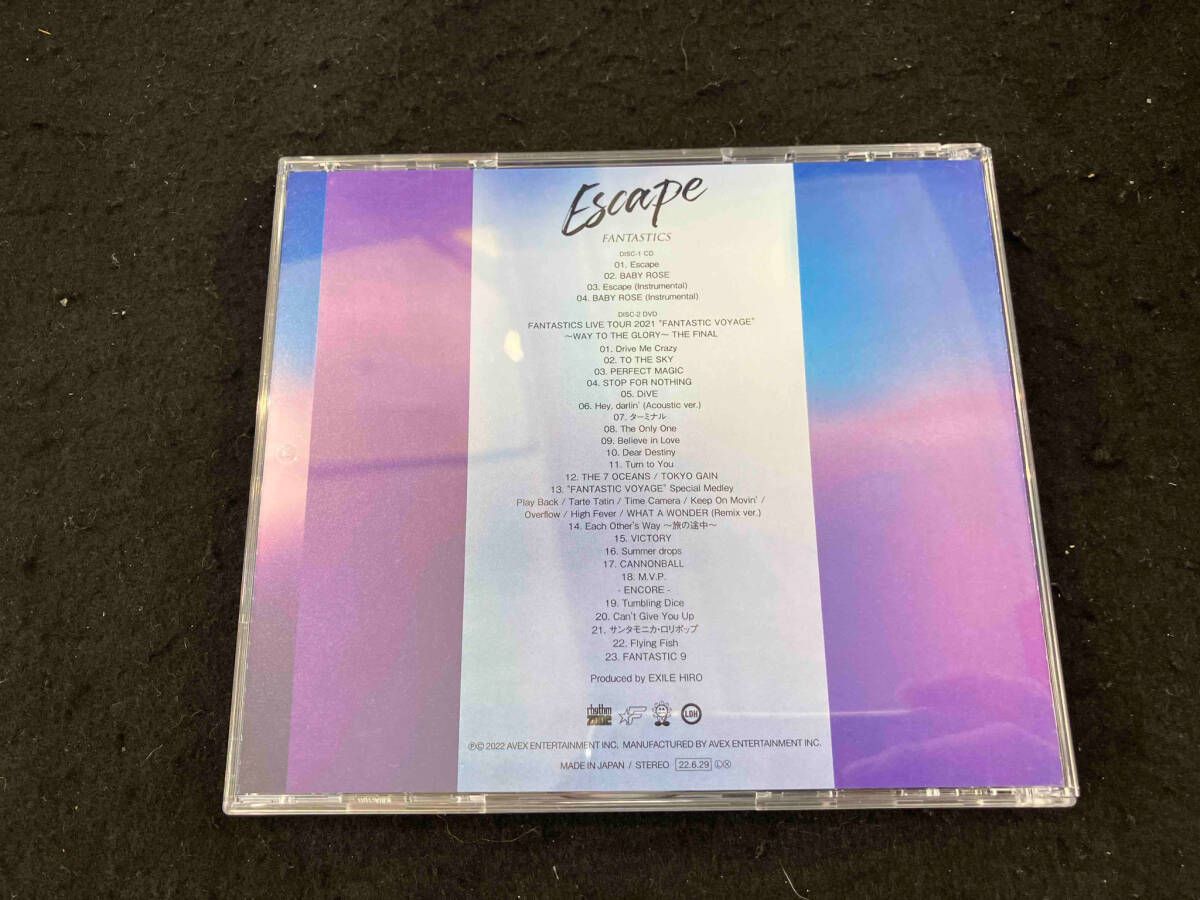 Escape
FANTASTICS
DISC-1 CD
01. Escape
02. BABY ROSE
03. Escape (Instrumental)
04. BABY ROSE (Instrumental)
DISC-2 DVD
FANTASTICS LIVE TOUR 2021 "FANTASTIC VOYAGE"
～WAY TO THE GLORY～ THE FINAL
01. Drive Me Crazy
02. TO THE SKY
03. PERFECT MAGIC
04. STOP FOR NOTHING
05. DiVE
06. Hey, darlin' (Acoustic ver.)
07. ターミナル
08. The Only One
09. Believe in Love
10. Dear Destiny
11. Turn to You
12. THE 7 OCEANS / TOKYO GAIN
13. "FANTASTIC VOYAGE" Special Medley
Play Back / Tarte Tatin / Time Camera / Keep On Movin' /
Overflow / High Fever / WHAT A WONDER (Remix ver.)
14. Each Other's Way ～旅の途中～
15. VICTORY
16. Summer drops
17. CANNONBALL
18. M.V.P.
- ENCORE -
19. Tumbling Dice
20. Can't Give You Up
21. サンタモニカ・ロリポップ
22. Flying Fish
23. FANTASTIC 9
Produced by EXILE HIRO
rhythm zone LDH
Ⓟ© 2022 AVEX ENTERTAINMENT INC. MANUFACTURED BY AVEX ENTERTAINMENT INC.
MADE IN JAPAN / STEREO 22.6.29 ⓁⓍ